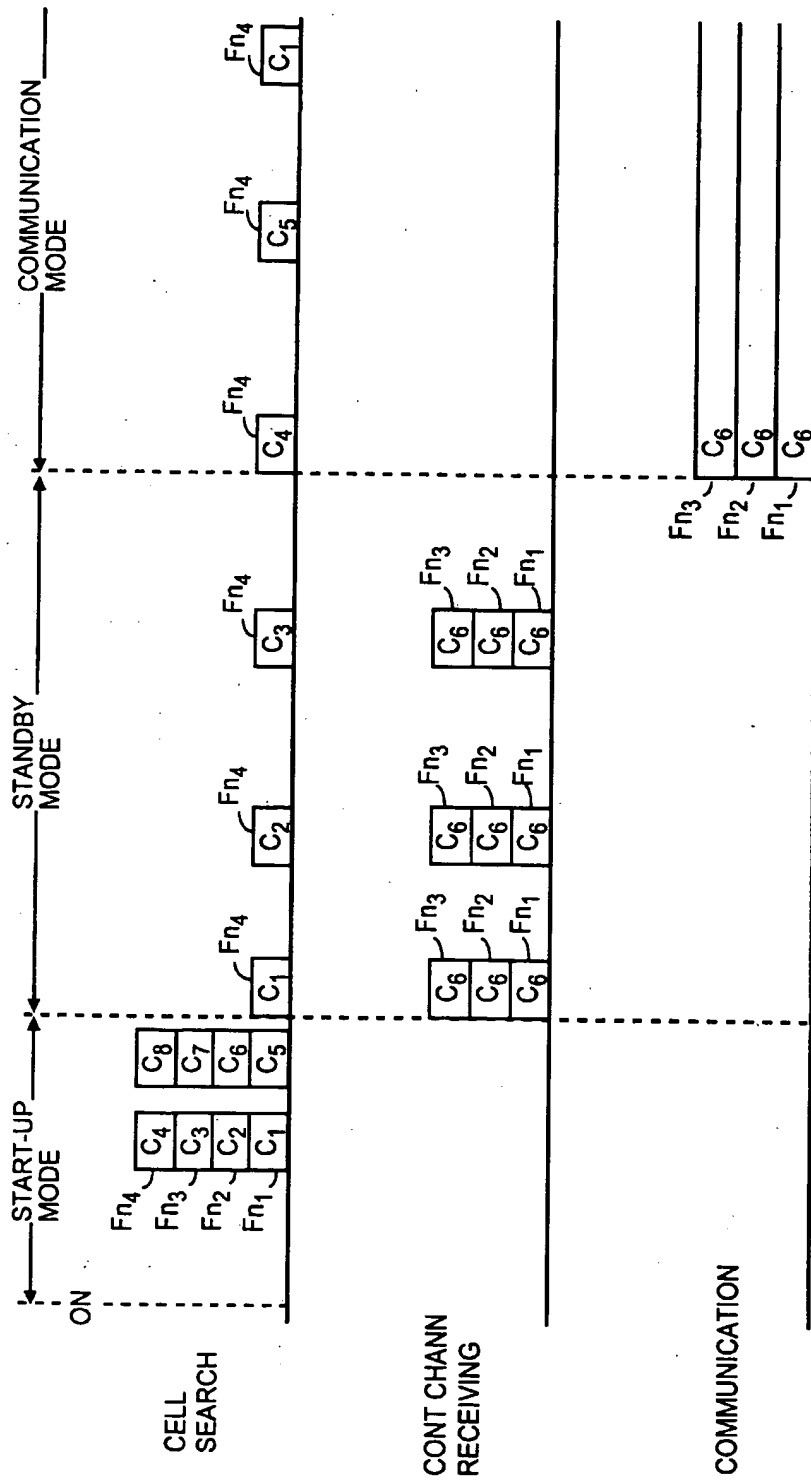 START-UP
MODE
STANDBY
MODE
COMMUNICATION
MODE
ON
CELL
SEARCH
Fn4
Fn3
Fn2
Fn1
C4
C3
C2
C1
C8
C7
C6
C5
C1
Fn4
C2
Fn4
C3
Fn4
C4
Fn4
C5
Fn4
C1
Fn4
CONT CHANN
RECEIVING
C6
Fn3
C6
Fn2
C6
Fn1
C6
Fn3
C6
Fn2
C6
Fn1
C6
Fn3
C6
Fn2
C6
Fn1
COMMUNICATION
Fn3
C6
Fn2
C6
Fn1
C6